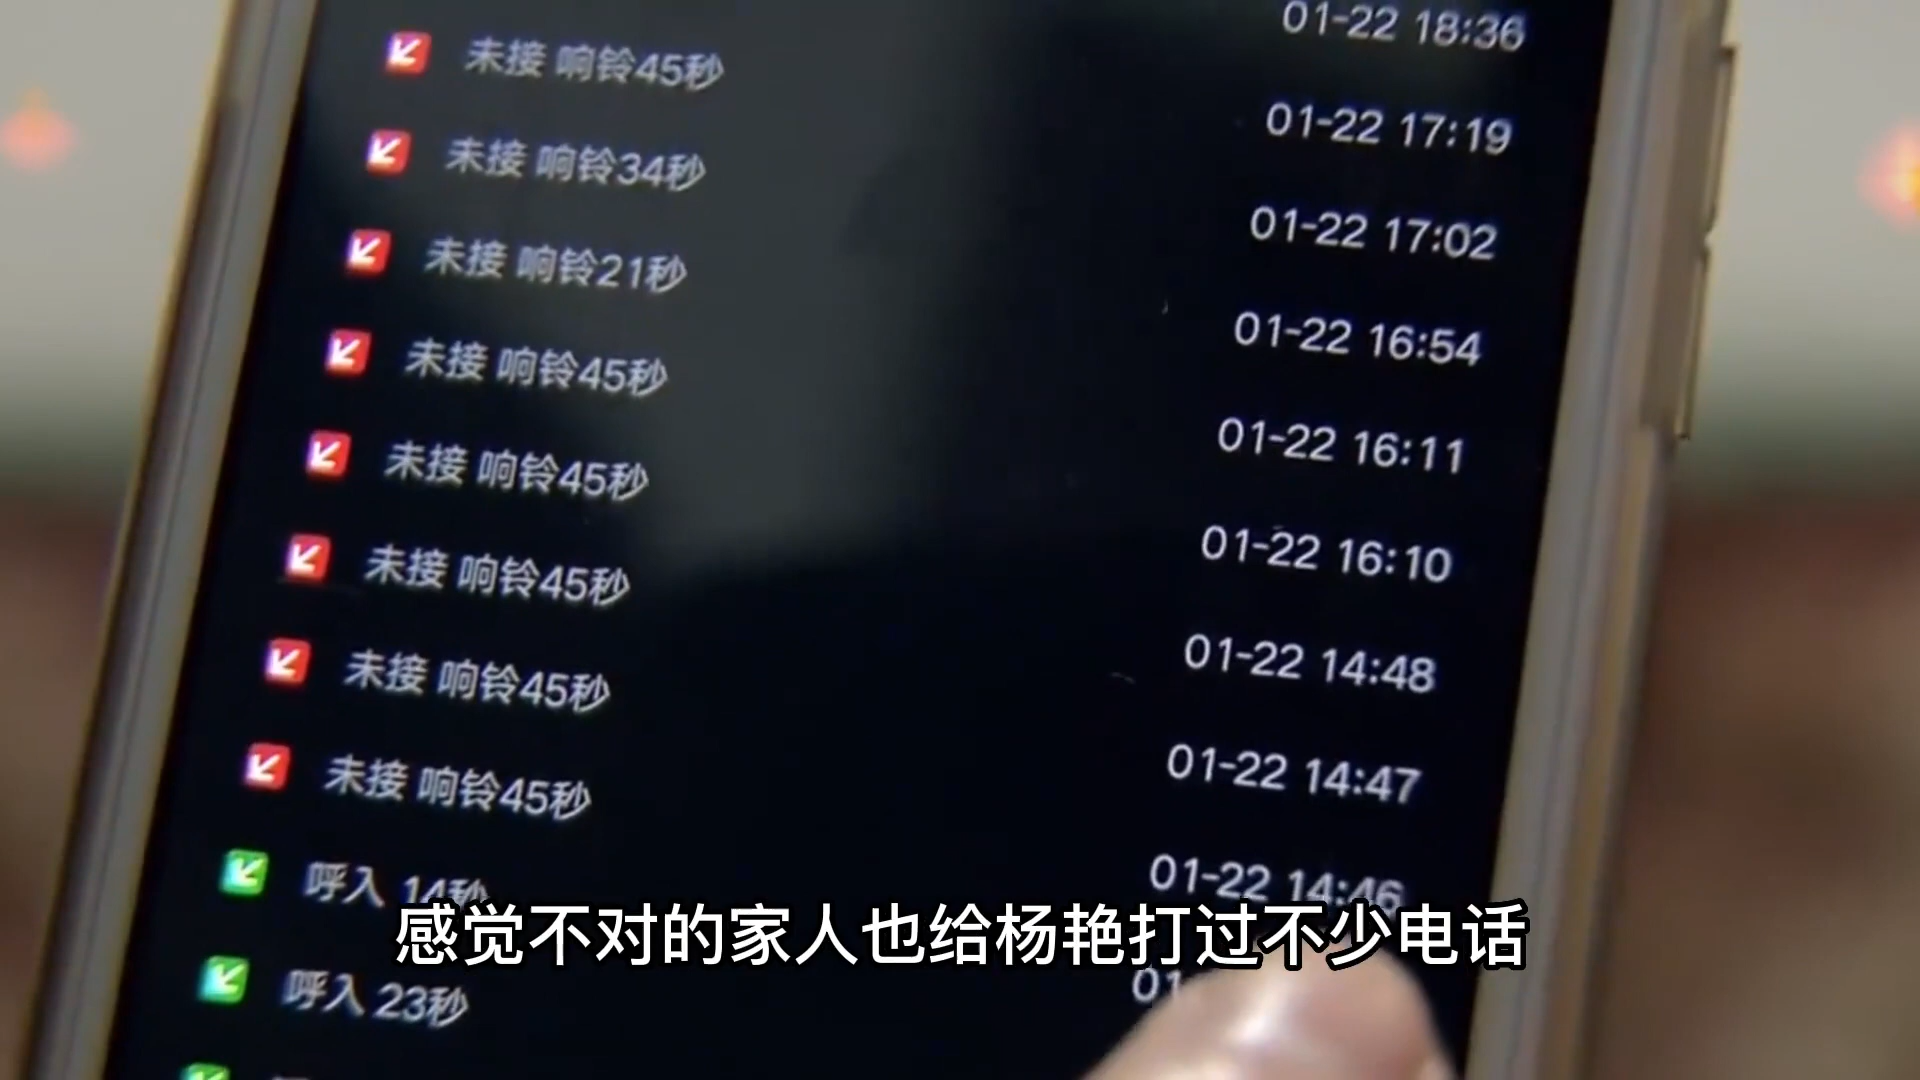 01-22 18:36
未接 响铃45秒 01-22 17:19
未接 响铃34秒 01-22 17:02
未接 响铃21秒 01-22 16:54
未接 响铃45秒 01-22 16:11
未接 响铃45秒 01-22 16:10
未接 响铃45秒 01-22 14:48
未接 响铃45秒 01-22 14:47
未接 响铃45秒 01-22 14:46
呼入 14秒 01
感觉不对的家人也给杨艳打过不少电话
呼入 23秒